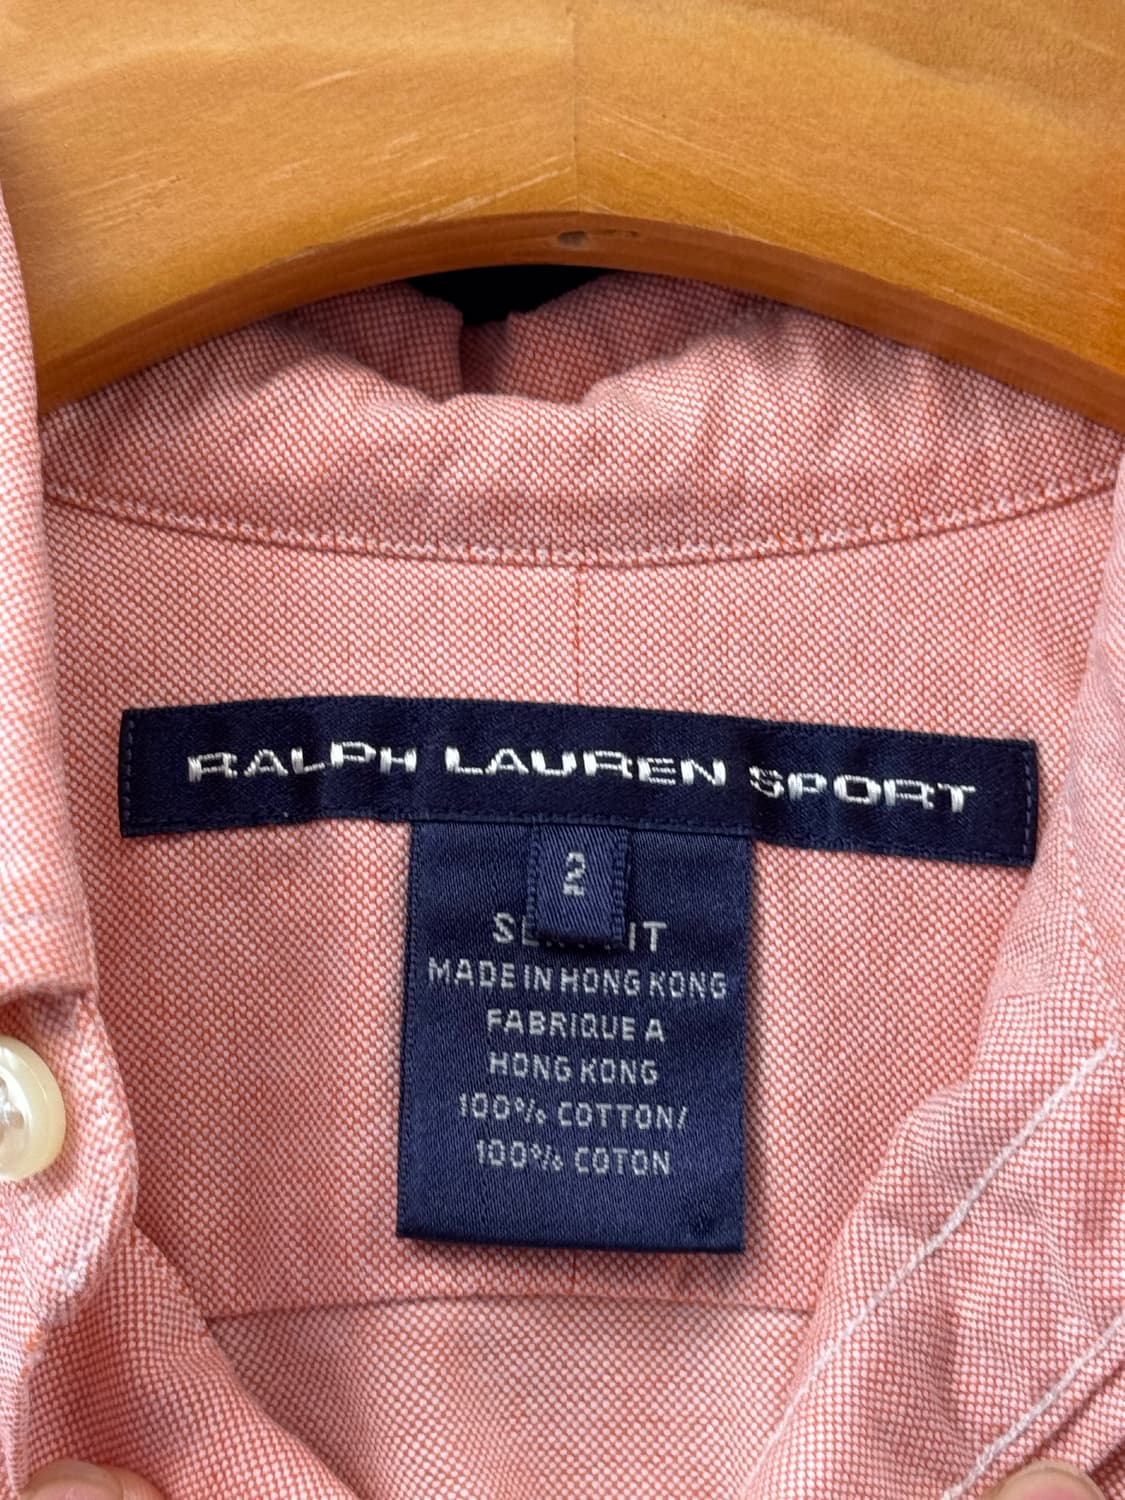 RALPH LAUREN SPORT
2
MADE IN HONG KONG
FABRIQUE A
HONG KONG
100% COTTON/
100% COTON